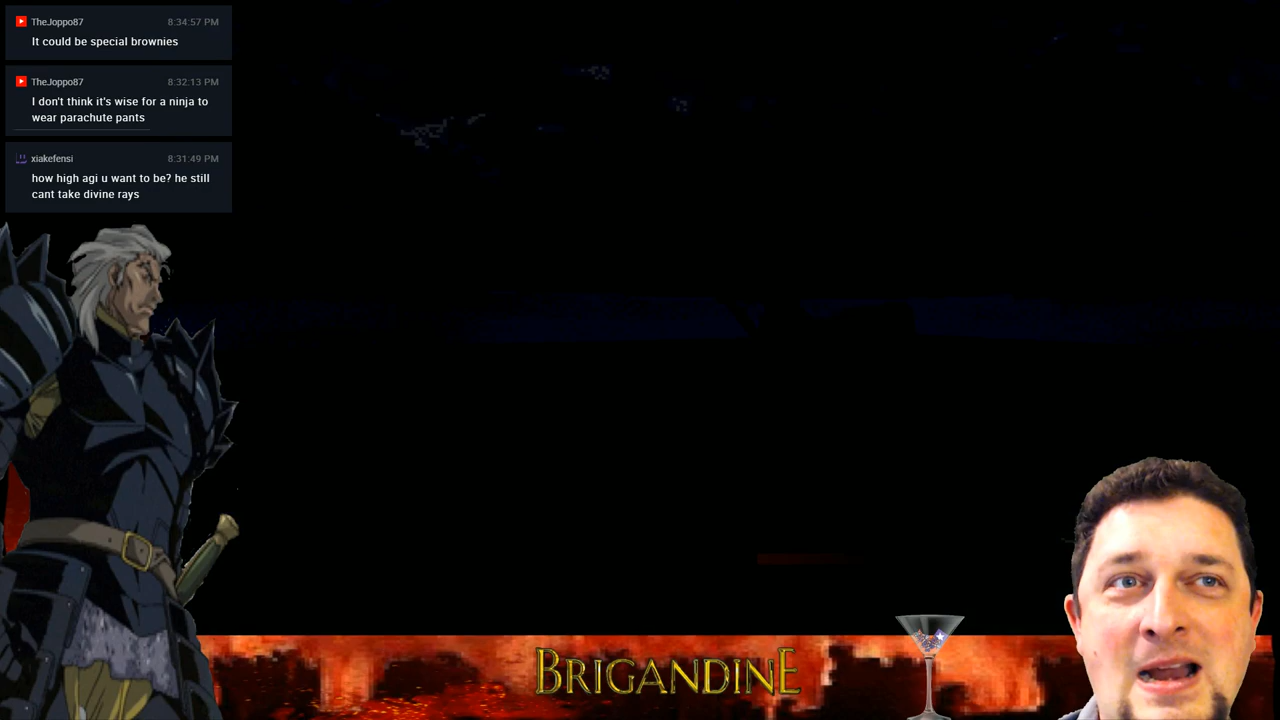 TheJoppo87 8:34:57 PM
It could be special brownies
TheJoppo87 8:32:13 PM
I don't think it's wise for a ninja to
wear parachute pants
xiakefensi 8:31:49 PM
how high agi u want to be? he still
cant take divine rays
BRIGANDINE